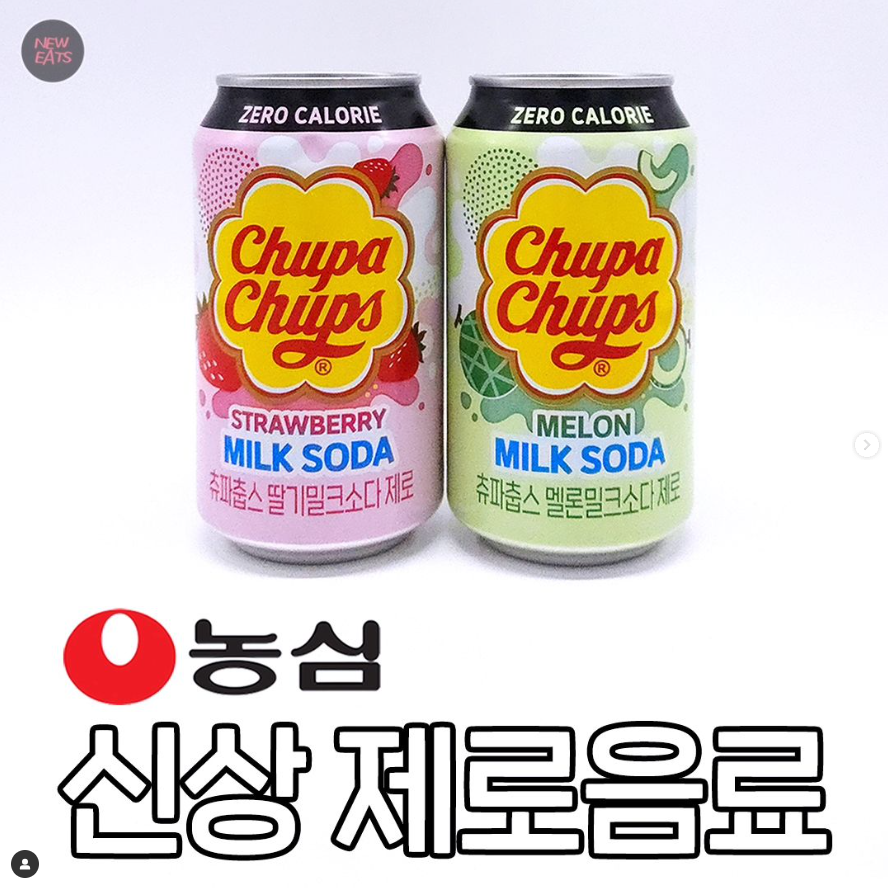 NEW
EATS
ZERO CALORIE
Chupa
Chups
®
STRAWBERRY
MILK SODA
츄파춥스 딸기밀크소다 제로
ZERO CALORIE
Chupa
Chups
®
MELON
MILK SODA
츄파춥스 멜론밀크소다 제로
농심
신상 제로음료